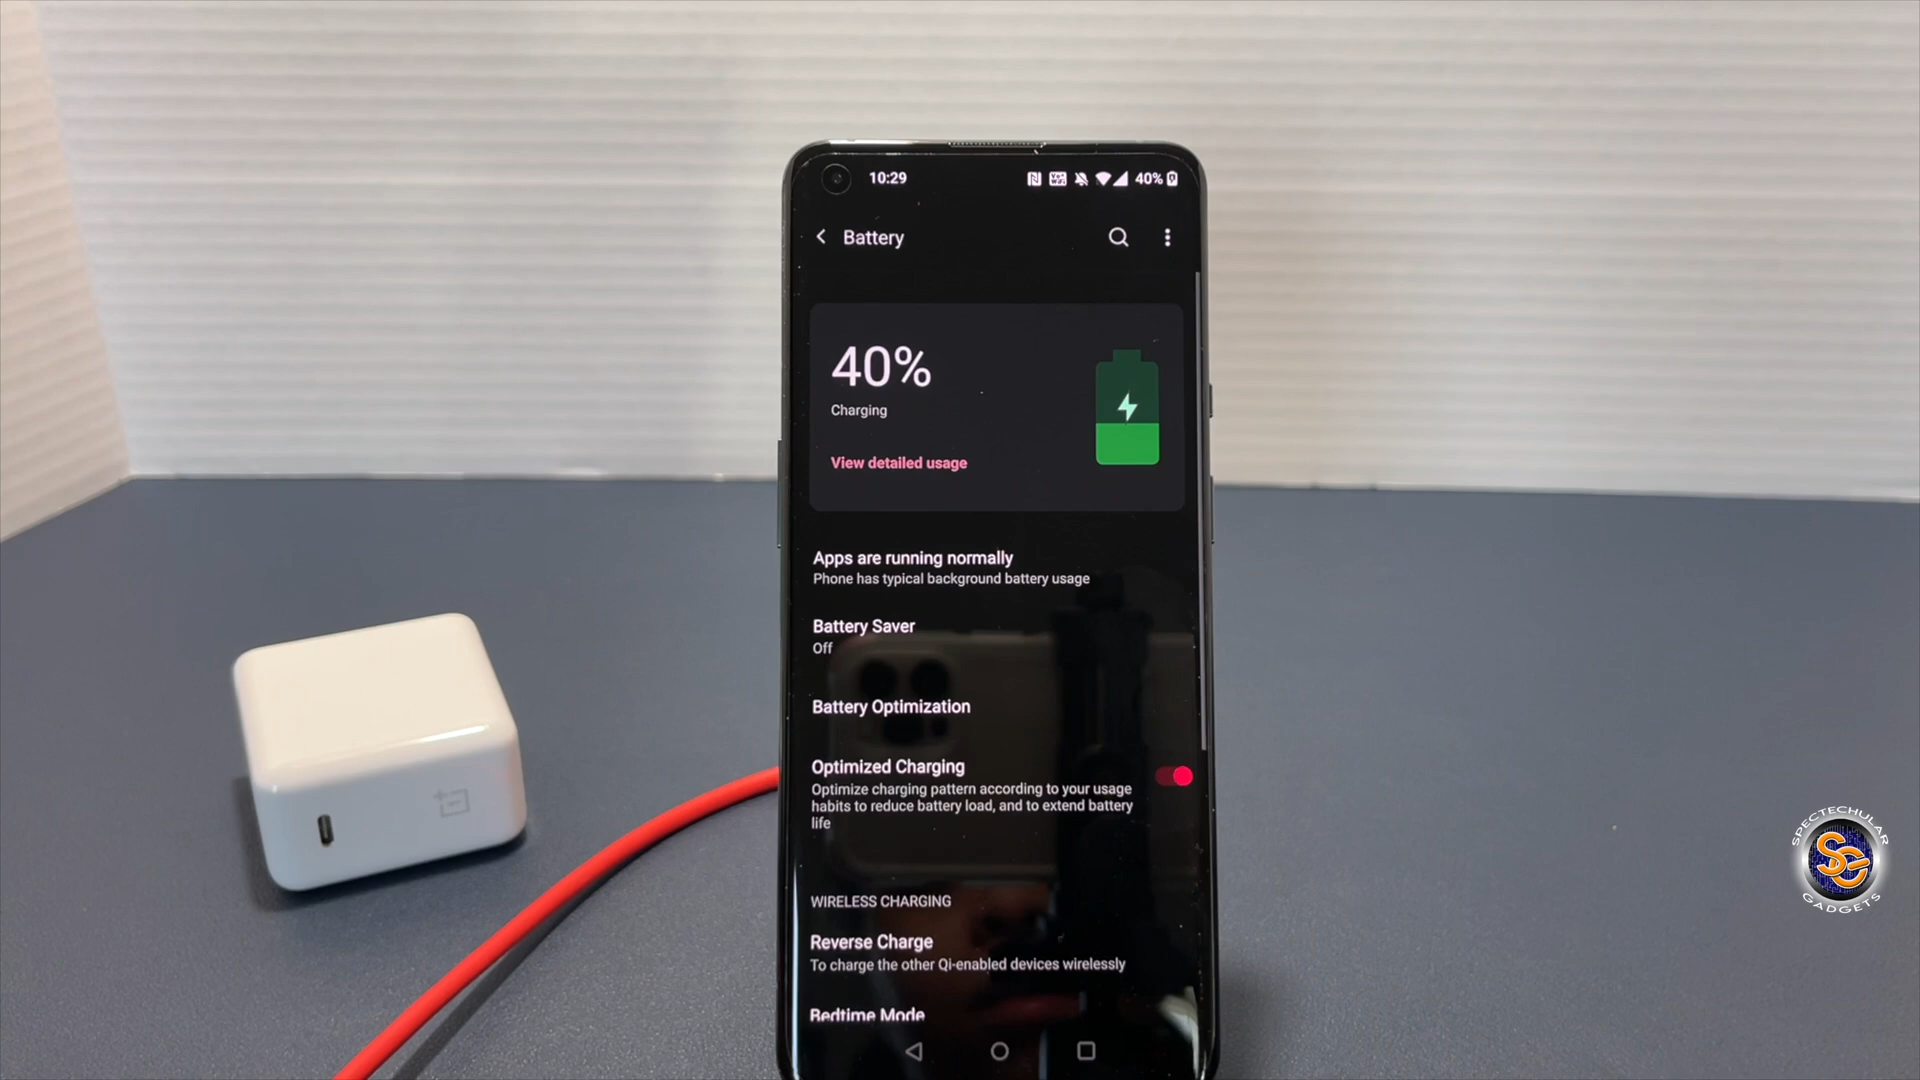 10:29
40%
Battery
40%
Charging
View detailed usage
Apps are running normally
Phone has typical background battery usage
Battery Saver
Off
Battery Optimization
Optimized Charging
Optimize charging pattern according to your usage
habits to reduce battery load, and to extend battery
life
WIRELESS CHARGING
Reverse Charge
To charge the other Qi-enabled devices wirelessly
Bedtime Mode
SPECTECHULAR
SG
GADGETS